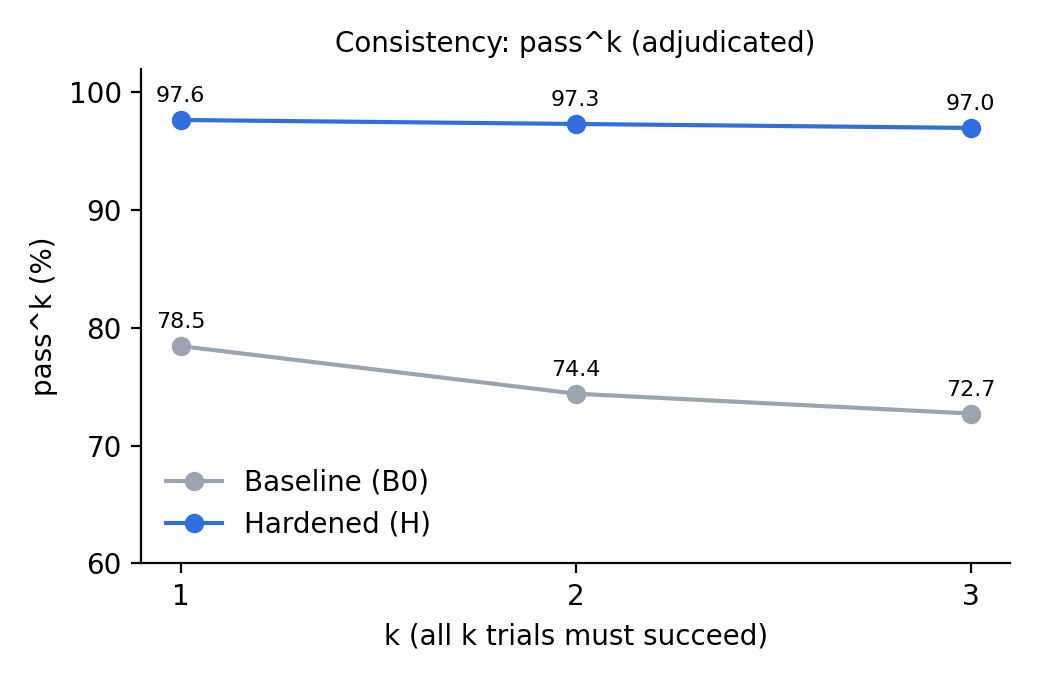 Consistency: pass^k (adjudicated)
pass^k (%)
100
90
80
70
60
97.6
97.3
97.0
78.5
74.4
72.7
Baseline (B0)
Hardened (H)
1
2
3
k (all k trials must succeed)